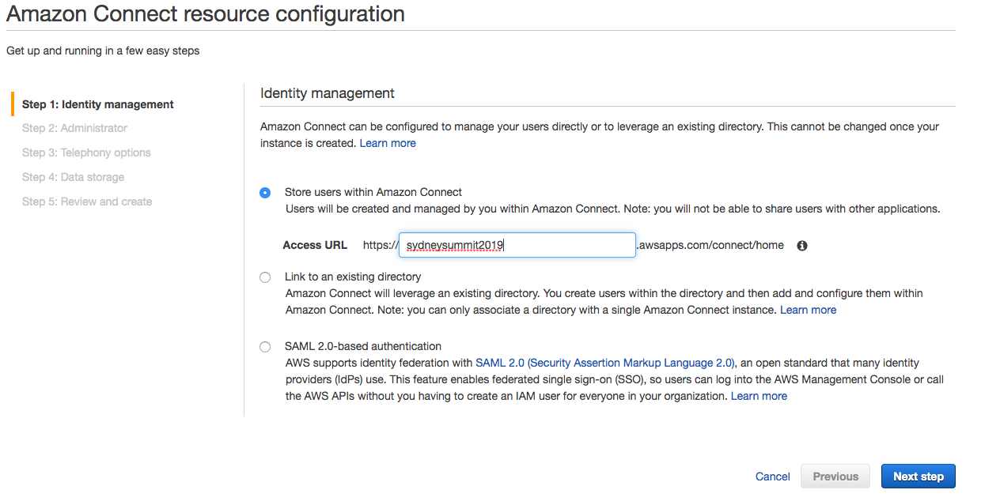 Amazon Connect resource configuration
Get up and running in a few easy steps
Step 1: Identity management
Step 2: Administrator
Step 3: Telephony options
Step 4: Data storage
Step 5: Review and create
Identity management
Amazon Connect can be configured to manage your users directly or to leverage an existing directory. This cannot be changed once your
instance is created. Learn more
Store users within Amazon Connect
Users will be created and managed by you within Amazon Connect. Note: you will not be able to share users with other applications.
Access URL https:// sydneysummit2019 .awsapps.com/connect/home
Link to an existing directory
Amazon Connect will leverage an existing directory. You create users within the directory and then add and configure them within
Amazon Connect. Note: you can only associate a directory with a single Amazon Connect instance. Learn more
SAML 2.0-based authentication
AWS supports identity federation with SAML 2.0 (Security Assertion Markup Language 2.0), an open standard that many identity
providers (IdPs) use. This feature enables federated single sign-on (SSO), so users can log into the AWS Management Console or call
the AWS APIs without you having to create an IAM user for everyone in your organization. Learn more
Cancel Previous Next step